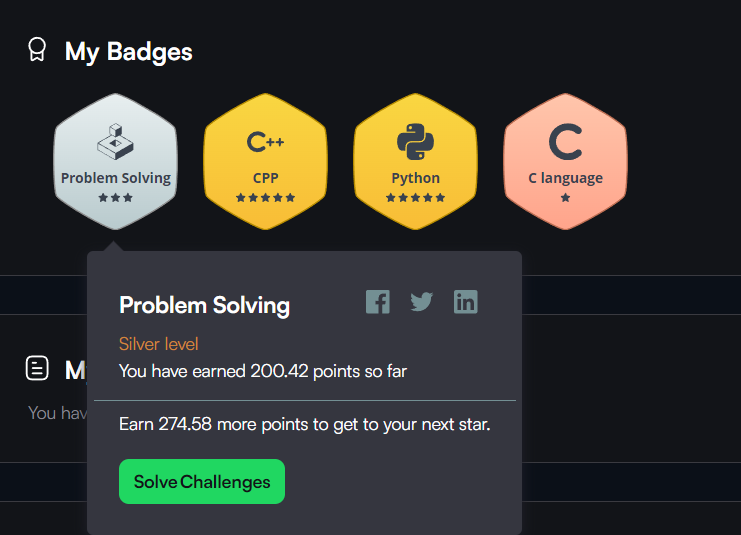 My Badges
C++
Problem Solving
CPP
Python
C language
Problem Solving
Silver level
You have earned 200.42 points so far
My
You hav
Earn 274.58 more points to get to your next star.
Solve Challenges